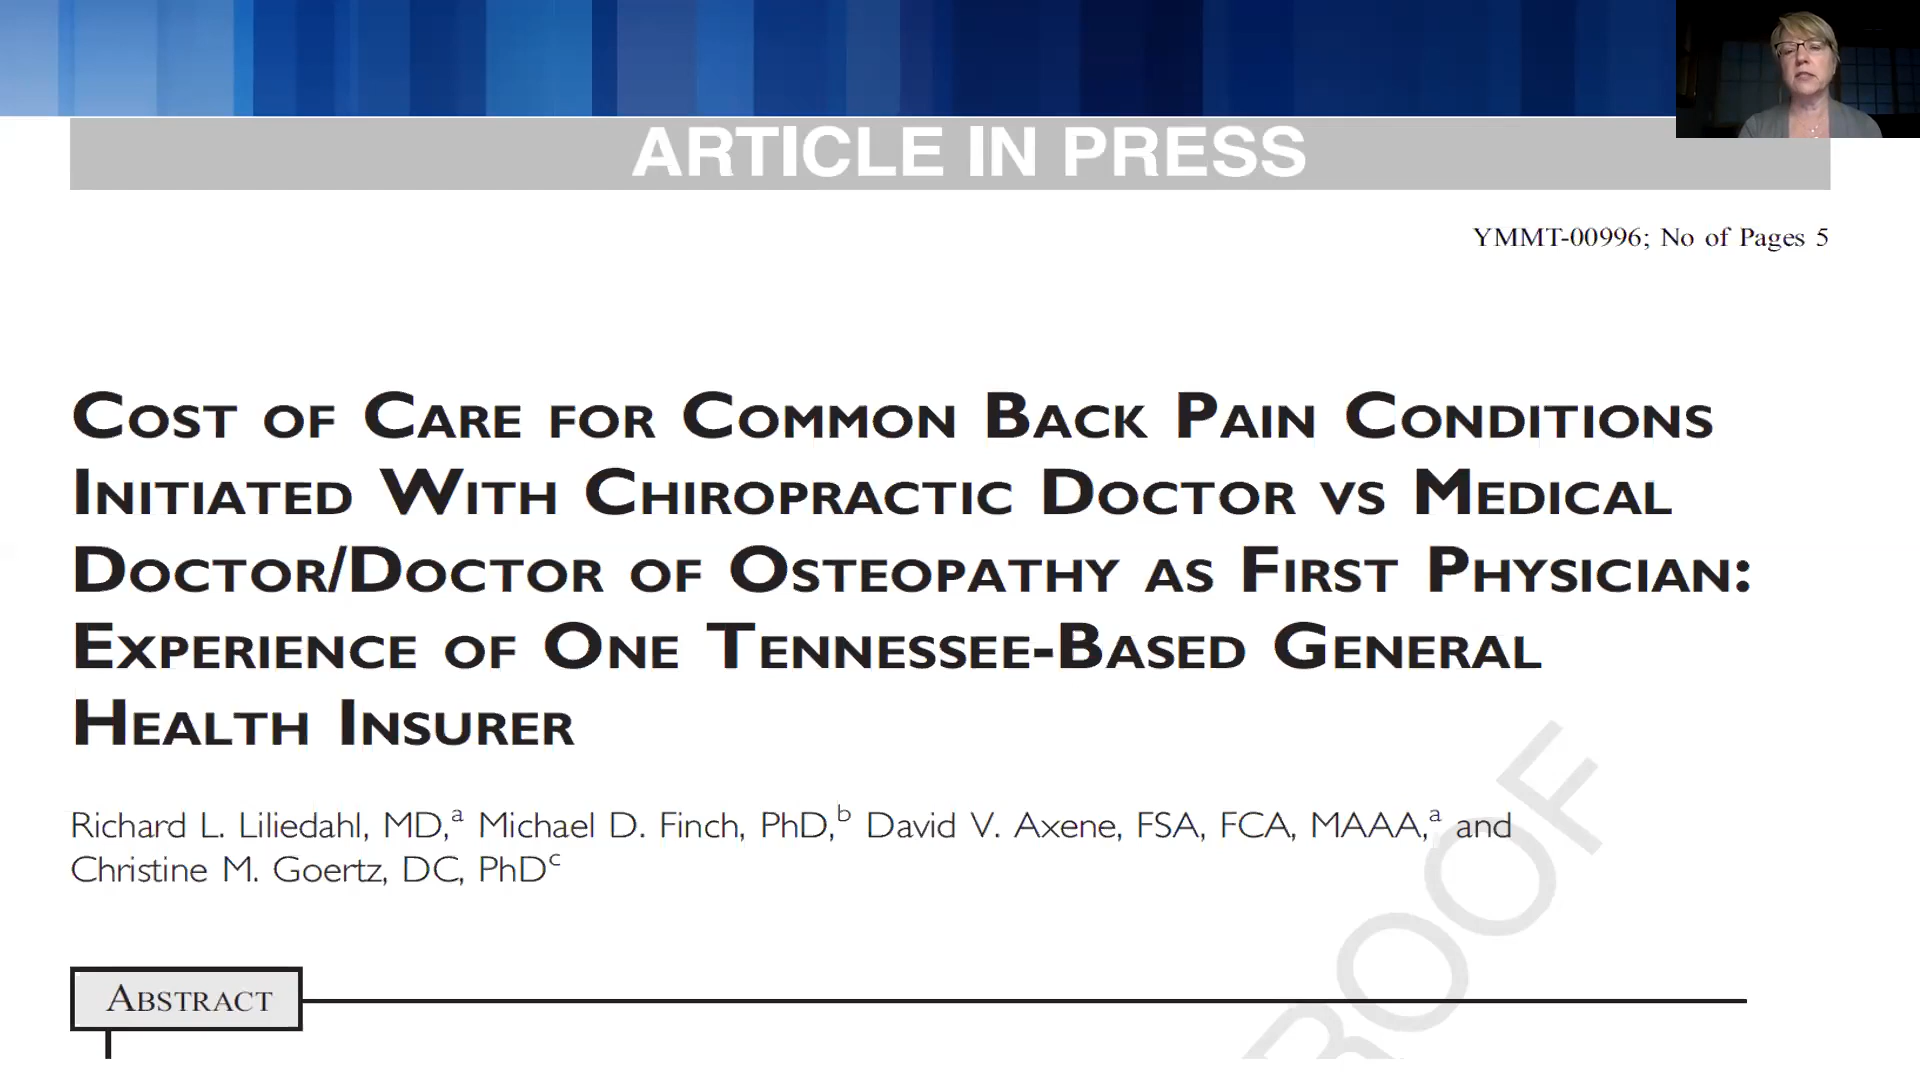 ARTICLE IN PRESS
YMMT-00996; No of Pages 5
COST OF CARE FOR COMMON BACK PAIN CONDITIONS
INITIATED WITH CHIROPRACTIC DOCTOR VS MEDICAL
DOCTOR/DOCTOR OF OSTEOPATHY AS FIRST PHYSICIAN:
EXPERIENCE OF ONE TENNESSEE-BASED GENERAL
HEALTH INSURER
Richard L. Liliedahl, MD,ᵃ Michael D. Finch, PhD,ᵇ David V. Axene, FSA, FCA, MAAA,ᵃ and
Christine M. Goertz, DC, PhDᶜ
ABSTRACT
ROOF